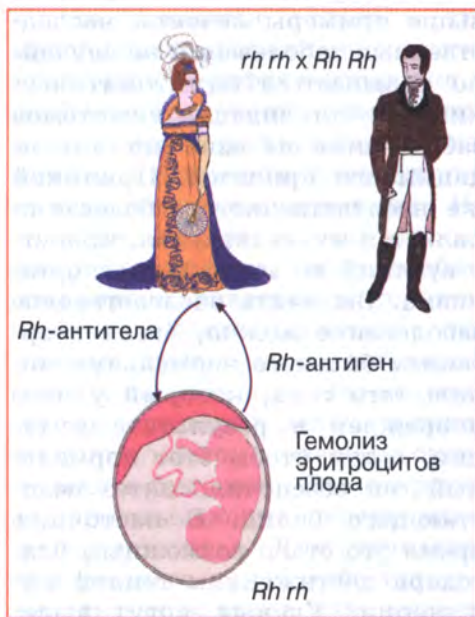 rh rh x Rh Rh
Rh-антитела
Rh-антиген
Гемолиз
эритроцитов
плода
Rh rh